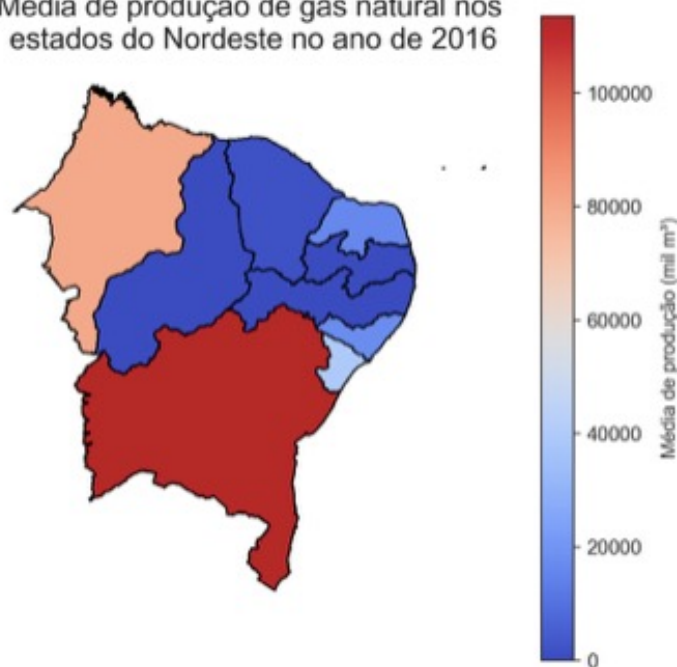 Média de produção de gás natural nos
estados do Nordeste no ano de 2016
100000
80000
60000
40000
20000
0
Média de produção (mil m³)